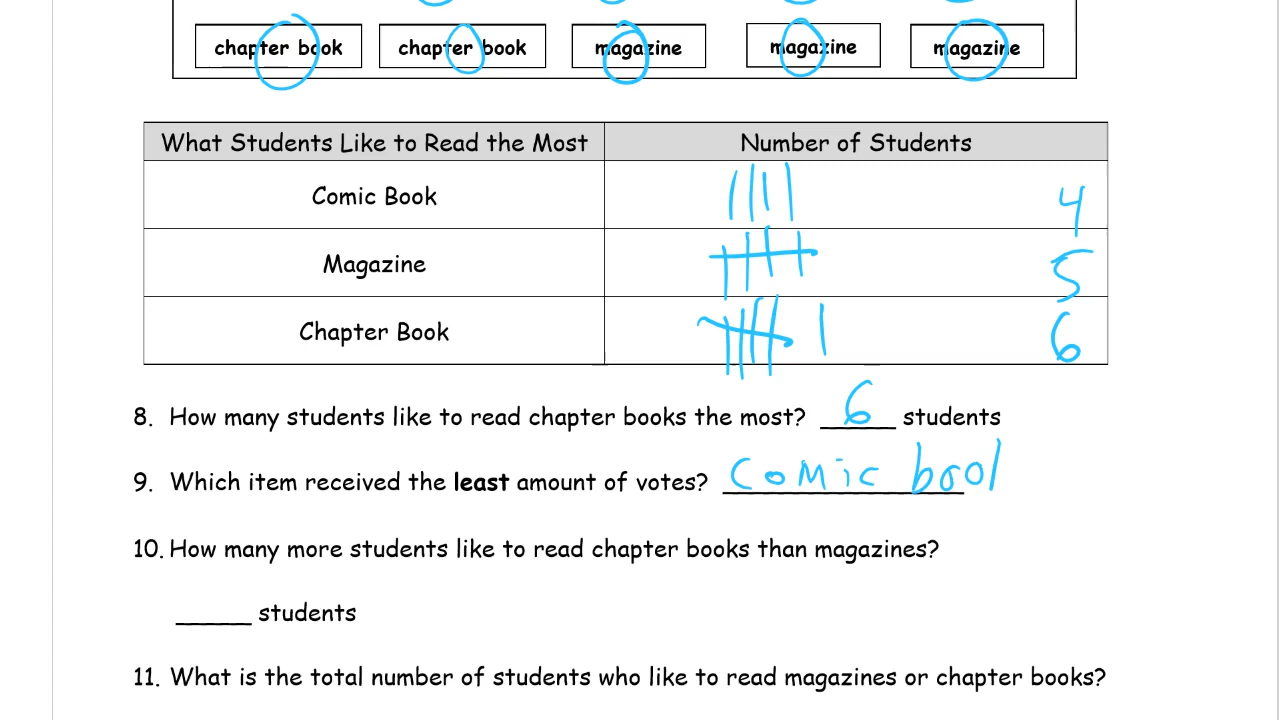 chapter book chapter book magazine magazine magazine
What Students Like to Read the Most Number of Students
Comic Book 4
Magazine 5
Chapter Book 6
8. How many students like to read chapter books the most? 6 students
9. Which item received the least amount of votes? comic bool
10. How many more students like to read chapter books than magazines?
_____ students
11. What is the total number of students who like to read magazines or chapter books?